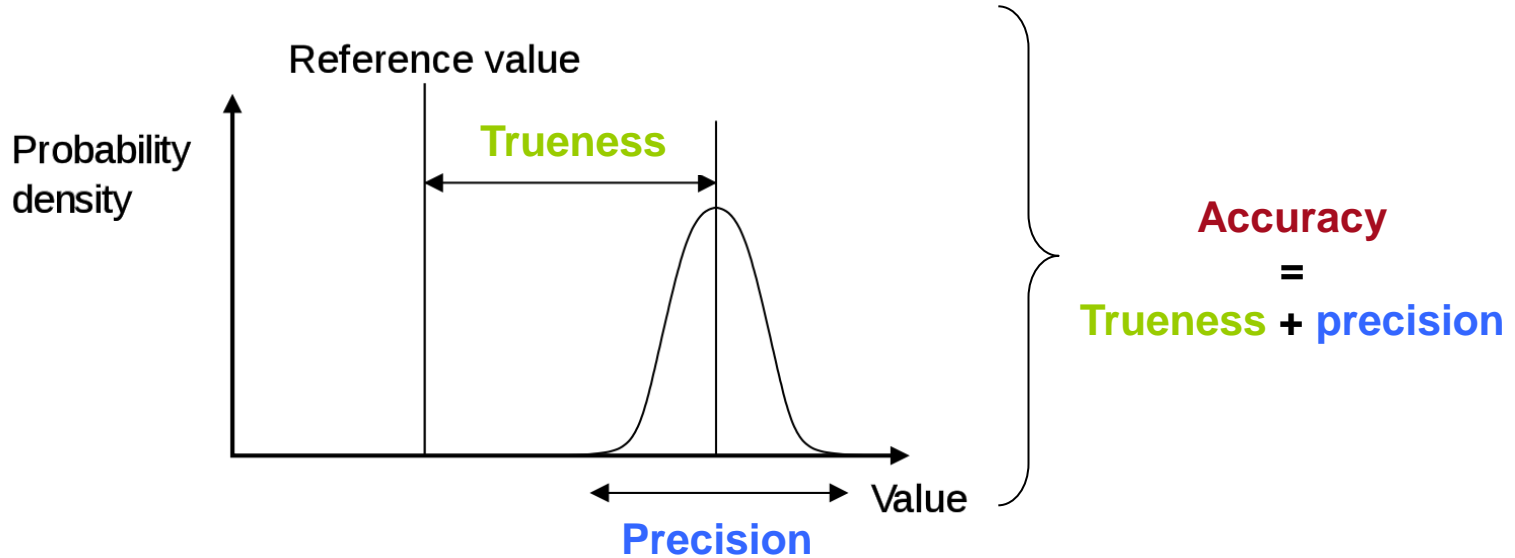 Reference value
Probability
density
Trueness
Value
Precision
Accuracy
=
Trueness + precision